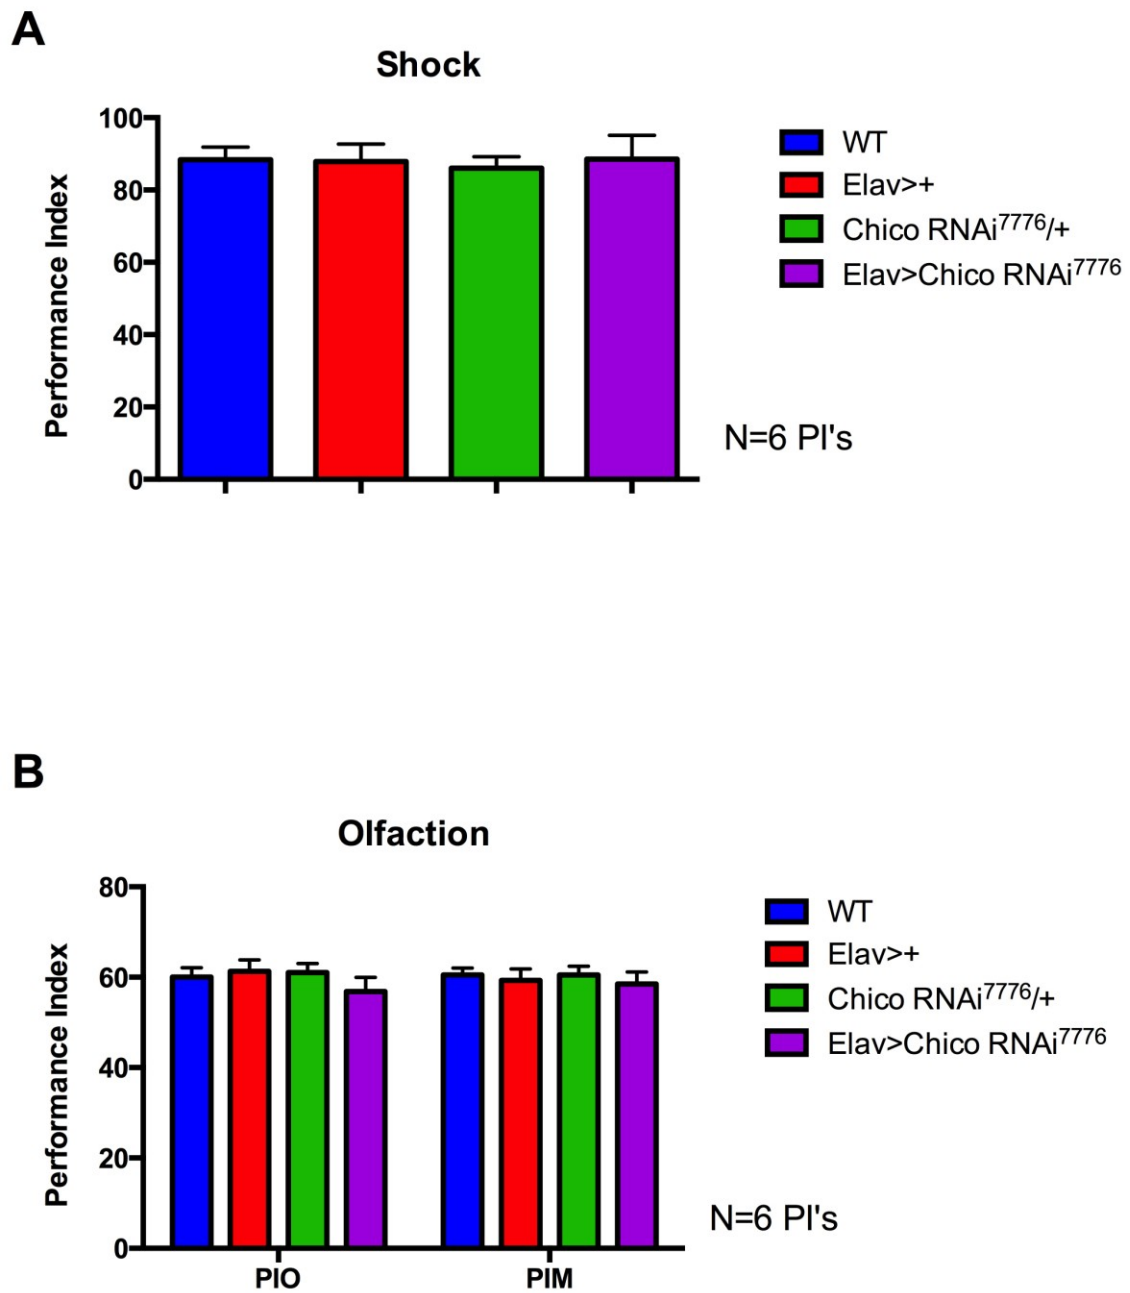 A
Shock
Performance Index
100
80
60
40
20
0
WT
Elav>+
Chico RNAi⁷⁷⁷⁶/+
Elav>Chico RNAi⁷⁷⁷⁶
N=6 PI's
B
Olfaction
Performance Index
80
60
40
20
0
PIO PIM
WT
Elav>+
Chico RNAi⁷⁷⁷⁶/+
Elav>Chico RNAi⁷⁷⁷⁶
N=6 PI's